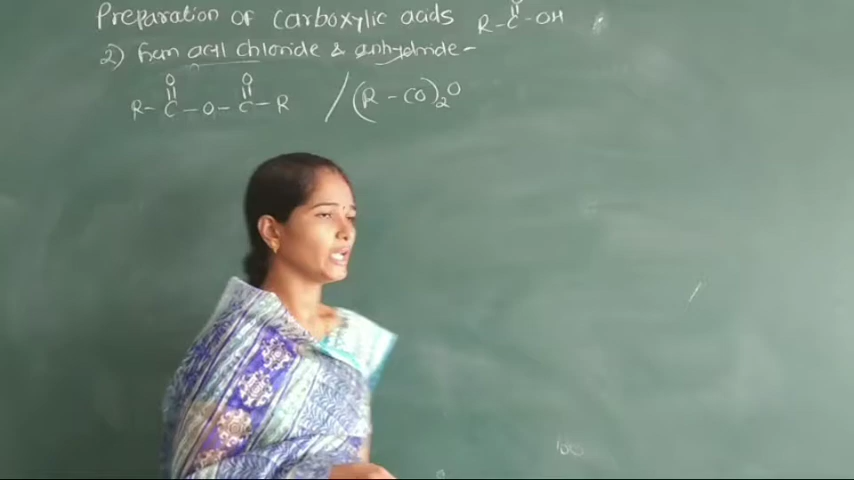 Preparation of carboxylic acids R-C-OH
O
2) From acyl chloride & anhydride -
O O
|| ||
R-C-O-C-R / (R-CO)2O